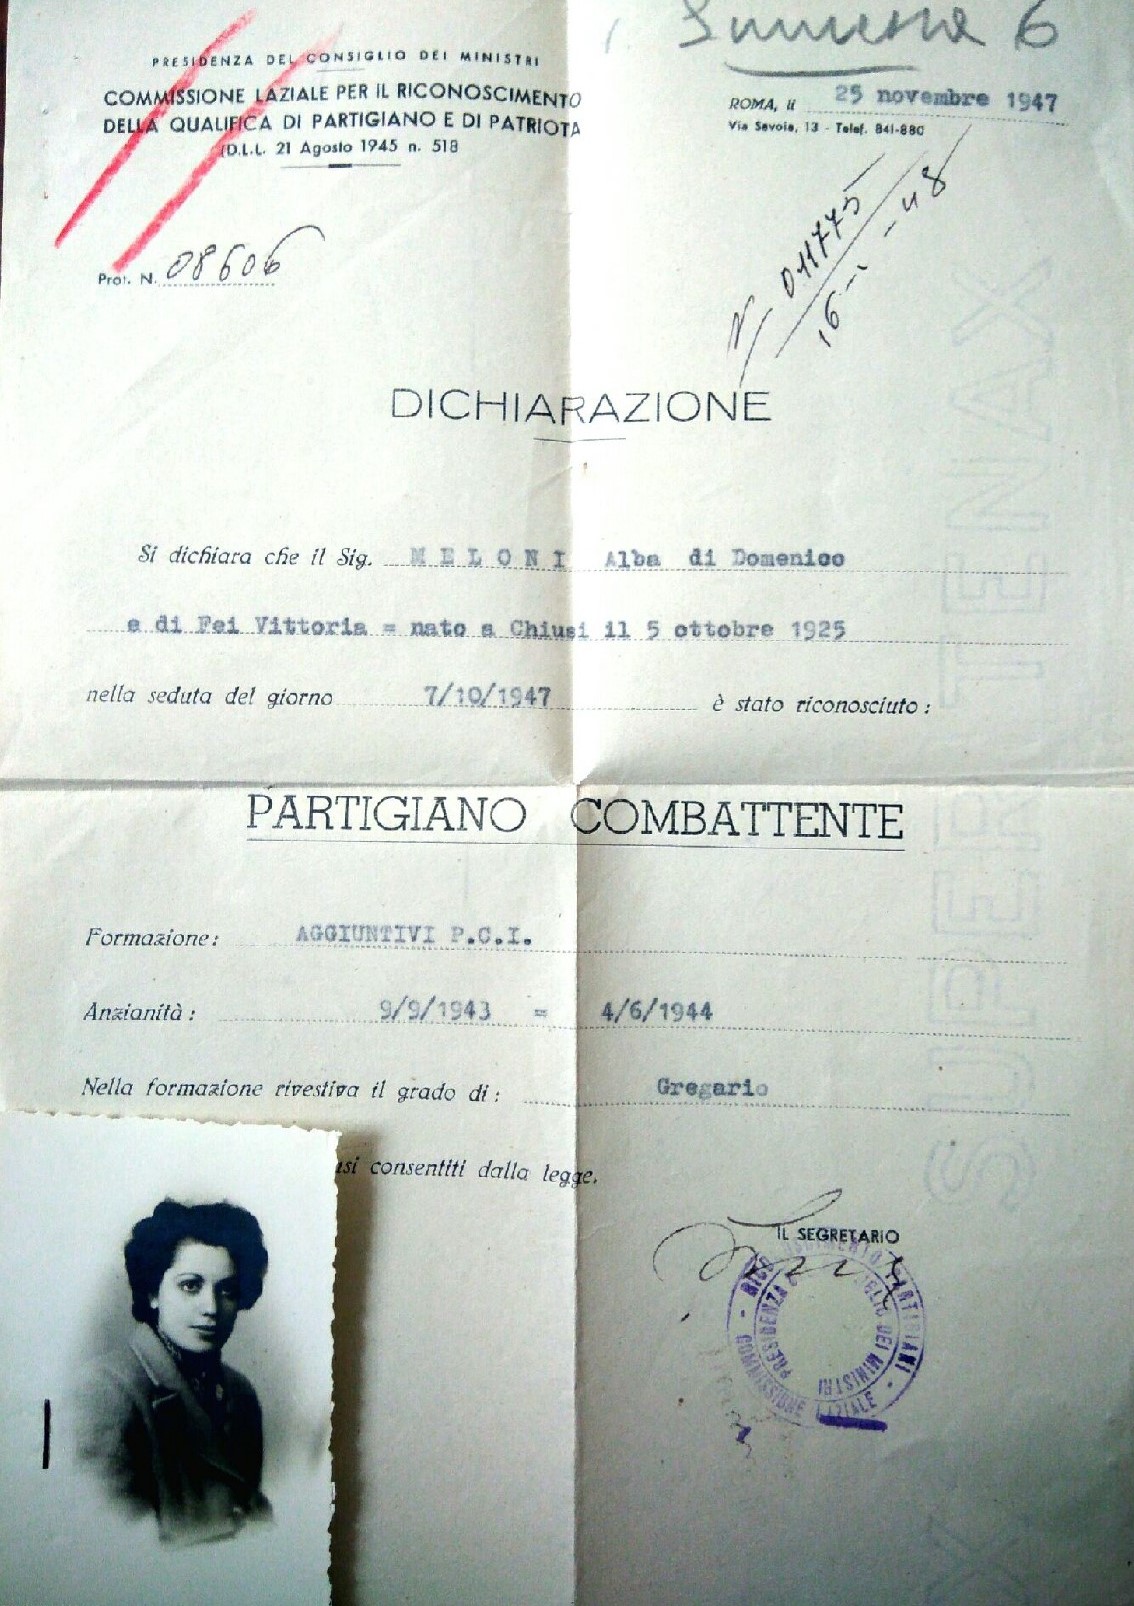 PRESIDENZA DEL CONSIGLIO DEI MINISTRI
COMMISSIONE LAZIALE PER IL RICONOSCIMENTO
DELLA QUALIFICA DI PARTIGIANO E DI PATRIOTA
(D.L.L. 21 Agosto 1945 n. 518
6
ROMA, li 25 novembre 1947
Via Savoia, 13 - Telef. 841-880
Prot. N. 08606
N 011775
16-1-48
DICHIARAZIONE
Si dichiara che il Sig. MELONI Alba di Domenico
e di Fei Vittoria = nato a Chiusi il 5 ottobre 1925
nella seduta del giorno 7/10/1947 è stato riconosciuto:
PARTIGIANO COMBATTENTE
Formazione: AGGIUNTIVI P.C.I.
Anzianità: 9/9/1943 = 4/6/1944
Nella formazione rivestiva il grado di: Gregario
usi consentiti dalla legge.
IL SEGRETARIO
PARTIGIANI - COMMISSIONE LAZIALE -
PRESIDENZA DEI MINISTRI
SUPER TENAX